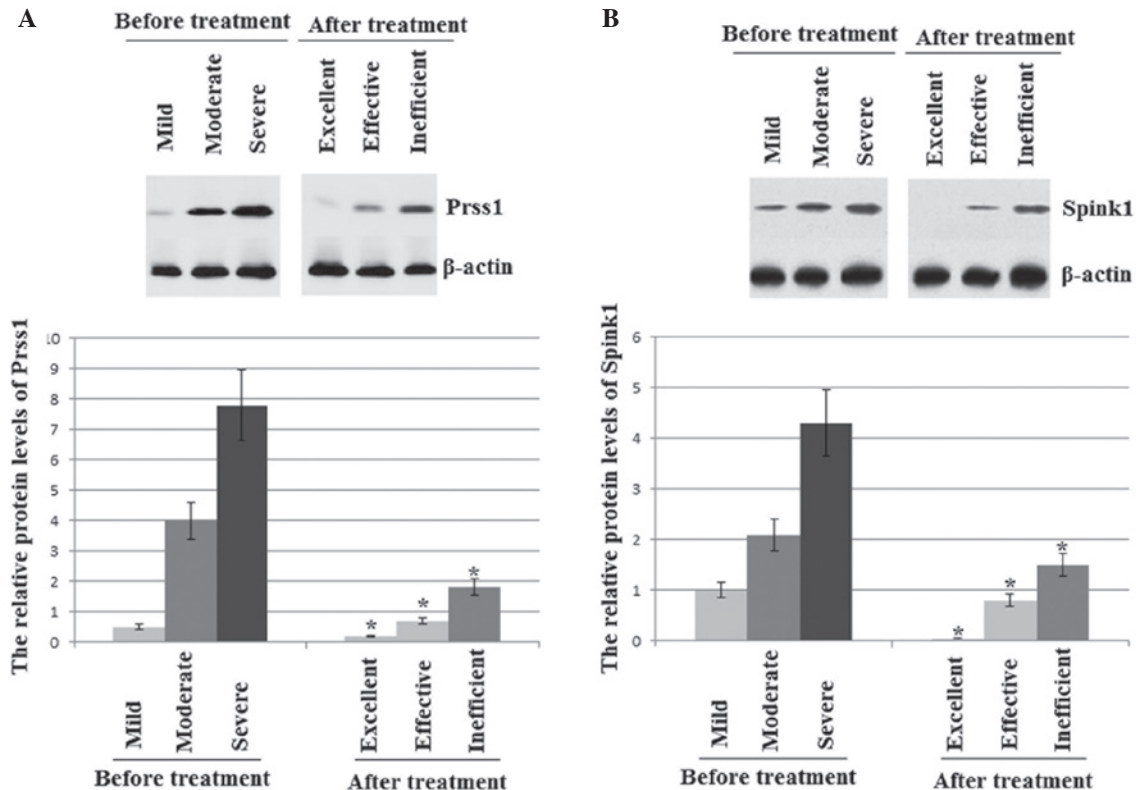 A
Before treatment
After treatment
Mild
Moderate
Severe
Excellent
Effective
Inefficient
Prss1
β-actin
The relative protein levels of Prss1
10
9
8
7
6
5
4
3
2
1
0
*
*
*
Mild
Moderate
Severe
Excellent
Effective
Inefficient
Before treatment
After treatment
B
Before treatment
After treatment
Mild
Moderate
Severe
Excellent
Effective
Inefficient
Spink1
β-actin
The relative protein levels of Spink1
6
5
4
3
2
1
0
*
*
*
Mild
Moderate
Severe
Excellent
Effective
Inefficient
Before treatment
After treatment